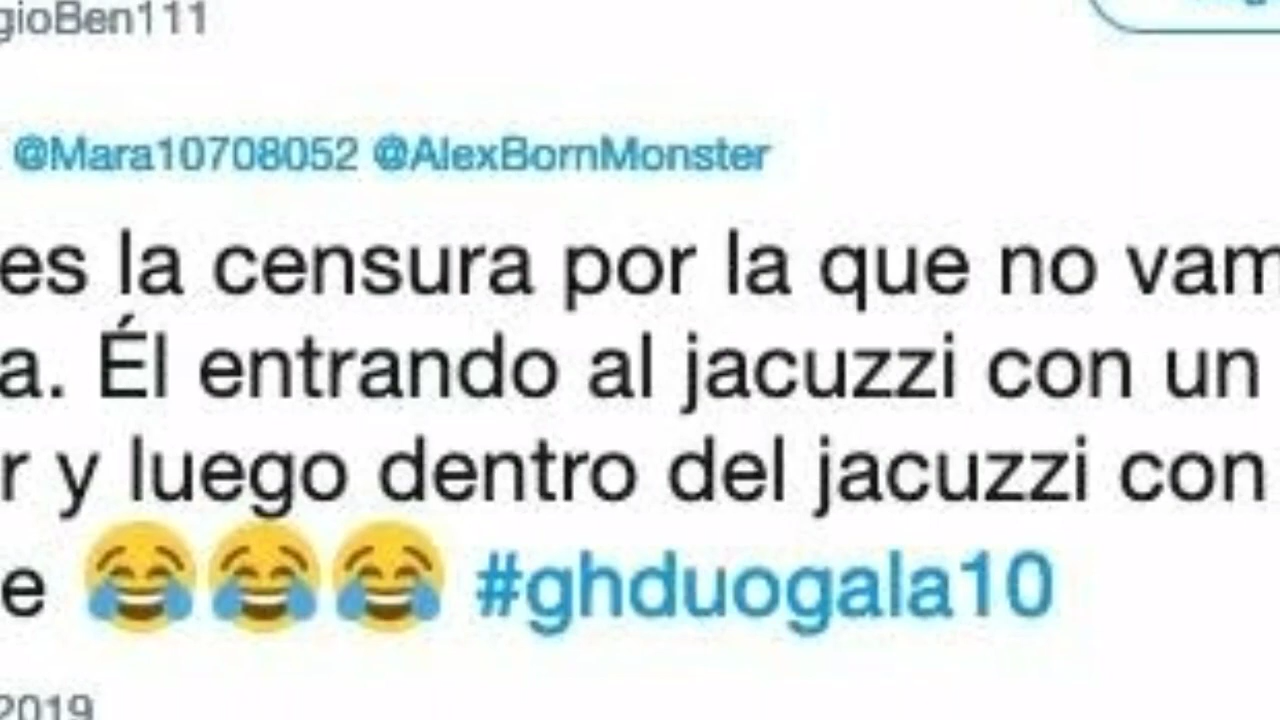 gioBen111
@Mara10708052 @AlexBornMonster
es la censura por la que no vam
a. Él entrando al jacuzzi con un
r y luego dentro del jacuzzi con
e 😂😂😂 #ghduogala10
2019